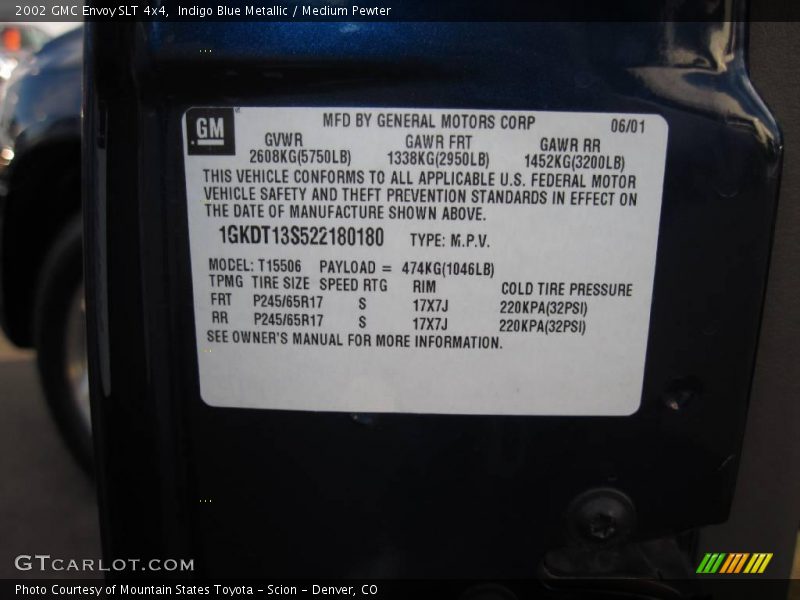 2002 GMC Envoy SLT 4x4, Indigo Blue Metallic / Medium Pewter
GM
MFD BY GENERAL MOTORS CORP 06/01
GVWR GAWR FRT GAWR RR
2608KG(5750LB) 1338KG(2950LB) 1452KG(3200LB)
THIS VEHICLE CONFORMS TO ALL APPLICABLE U.S. FEDERAL MOTOR
VEHICLE SAFETY AND THEFT PREVENTION STANDARDS IN EFFECT ON
THE DATE OF MANUFACTURE SHOWN ABOVE.
1GKDT13S522180180 TYPE: M.P.V.
MODEL: T15506 PAYLOAD = 474KG(1046LB)
TPMG TIRE SIZE SPEED RTG RIM COLD TIRE PRESSURE
FRT P245/65R17 S 17X7J 220KPA(32PSI)
RR P245/65R17 S 17X7J 220KPA(32PSI)
SEE OWNER'S MANUAL FOR MORE INFORMATION.
GTCARLOT.COM
Photo Courtesy of Mountain States Toyota - Scion - Denver, CO